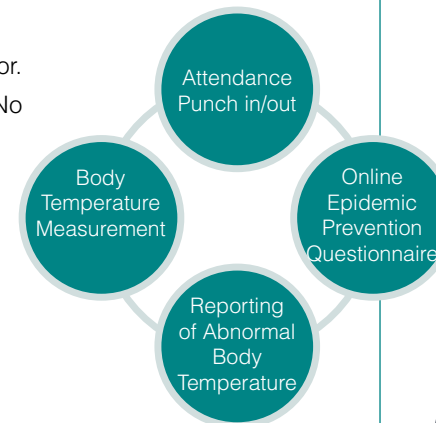 or.
No
Attendance
Punch in/out
Body
Temperature
Measurement
Online
Epidemic
Prevention
Questionnaire
Reporting
of Abnormal
Body
Temperature